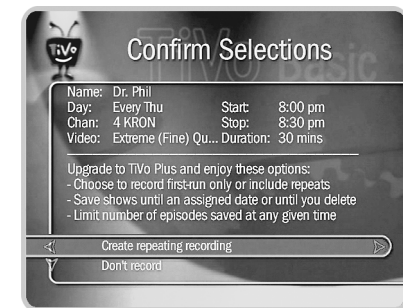 TiVo
Confirm Selections
TiVo Basic
Name: Dr. Phil
Day: Every Thu Start: 8:00 pm
Chan: 4 KRON Stop: 8:30 pm
Video: Extreme (Fine) Qu... Duration: 30 mins
Upgrade to TiVo Plus and enjoy these options:
- Choose to record first-run only or include repeats
- Save shows until an assigned date or until you delete
- Limit number of episodes saved at any given time
Create repeating recording
Don't record